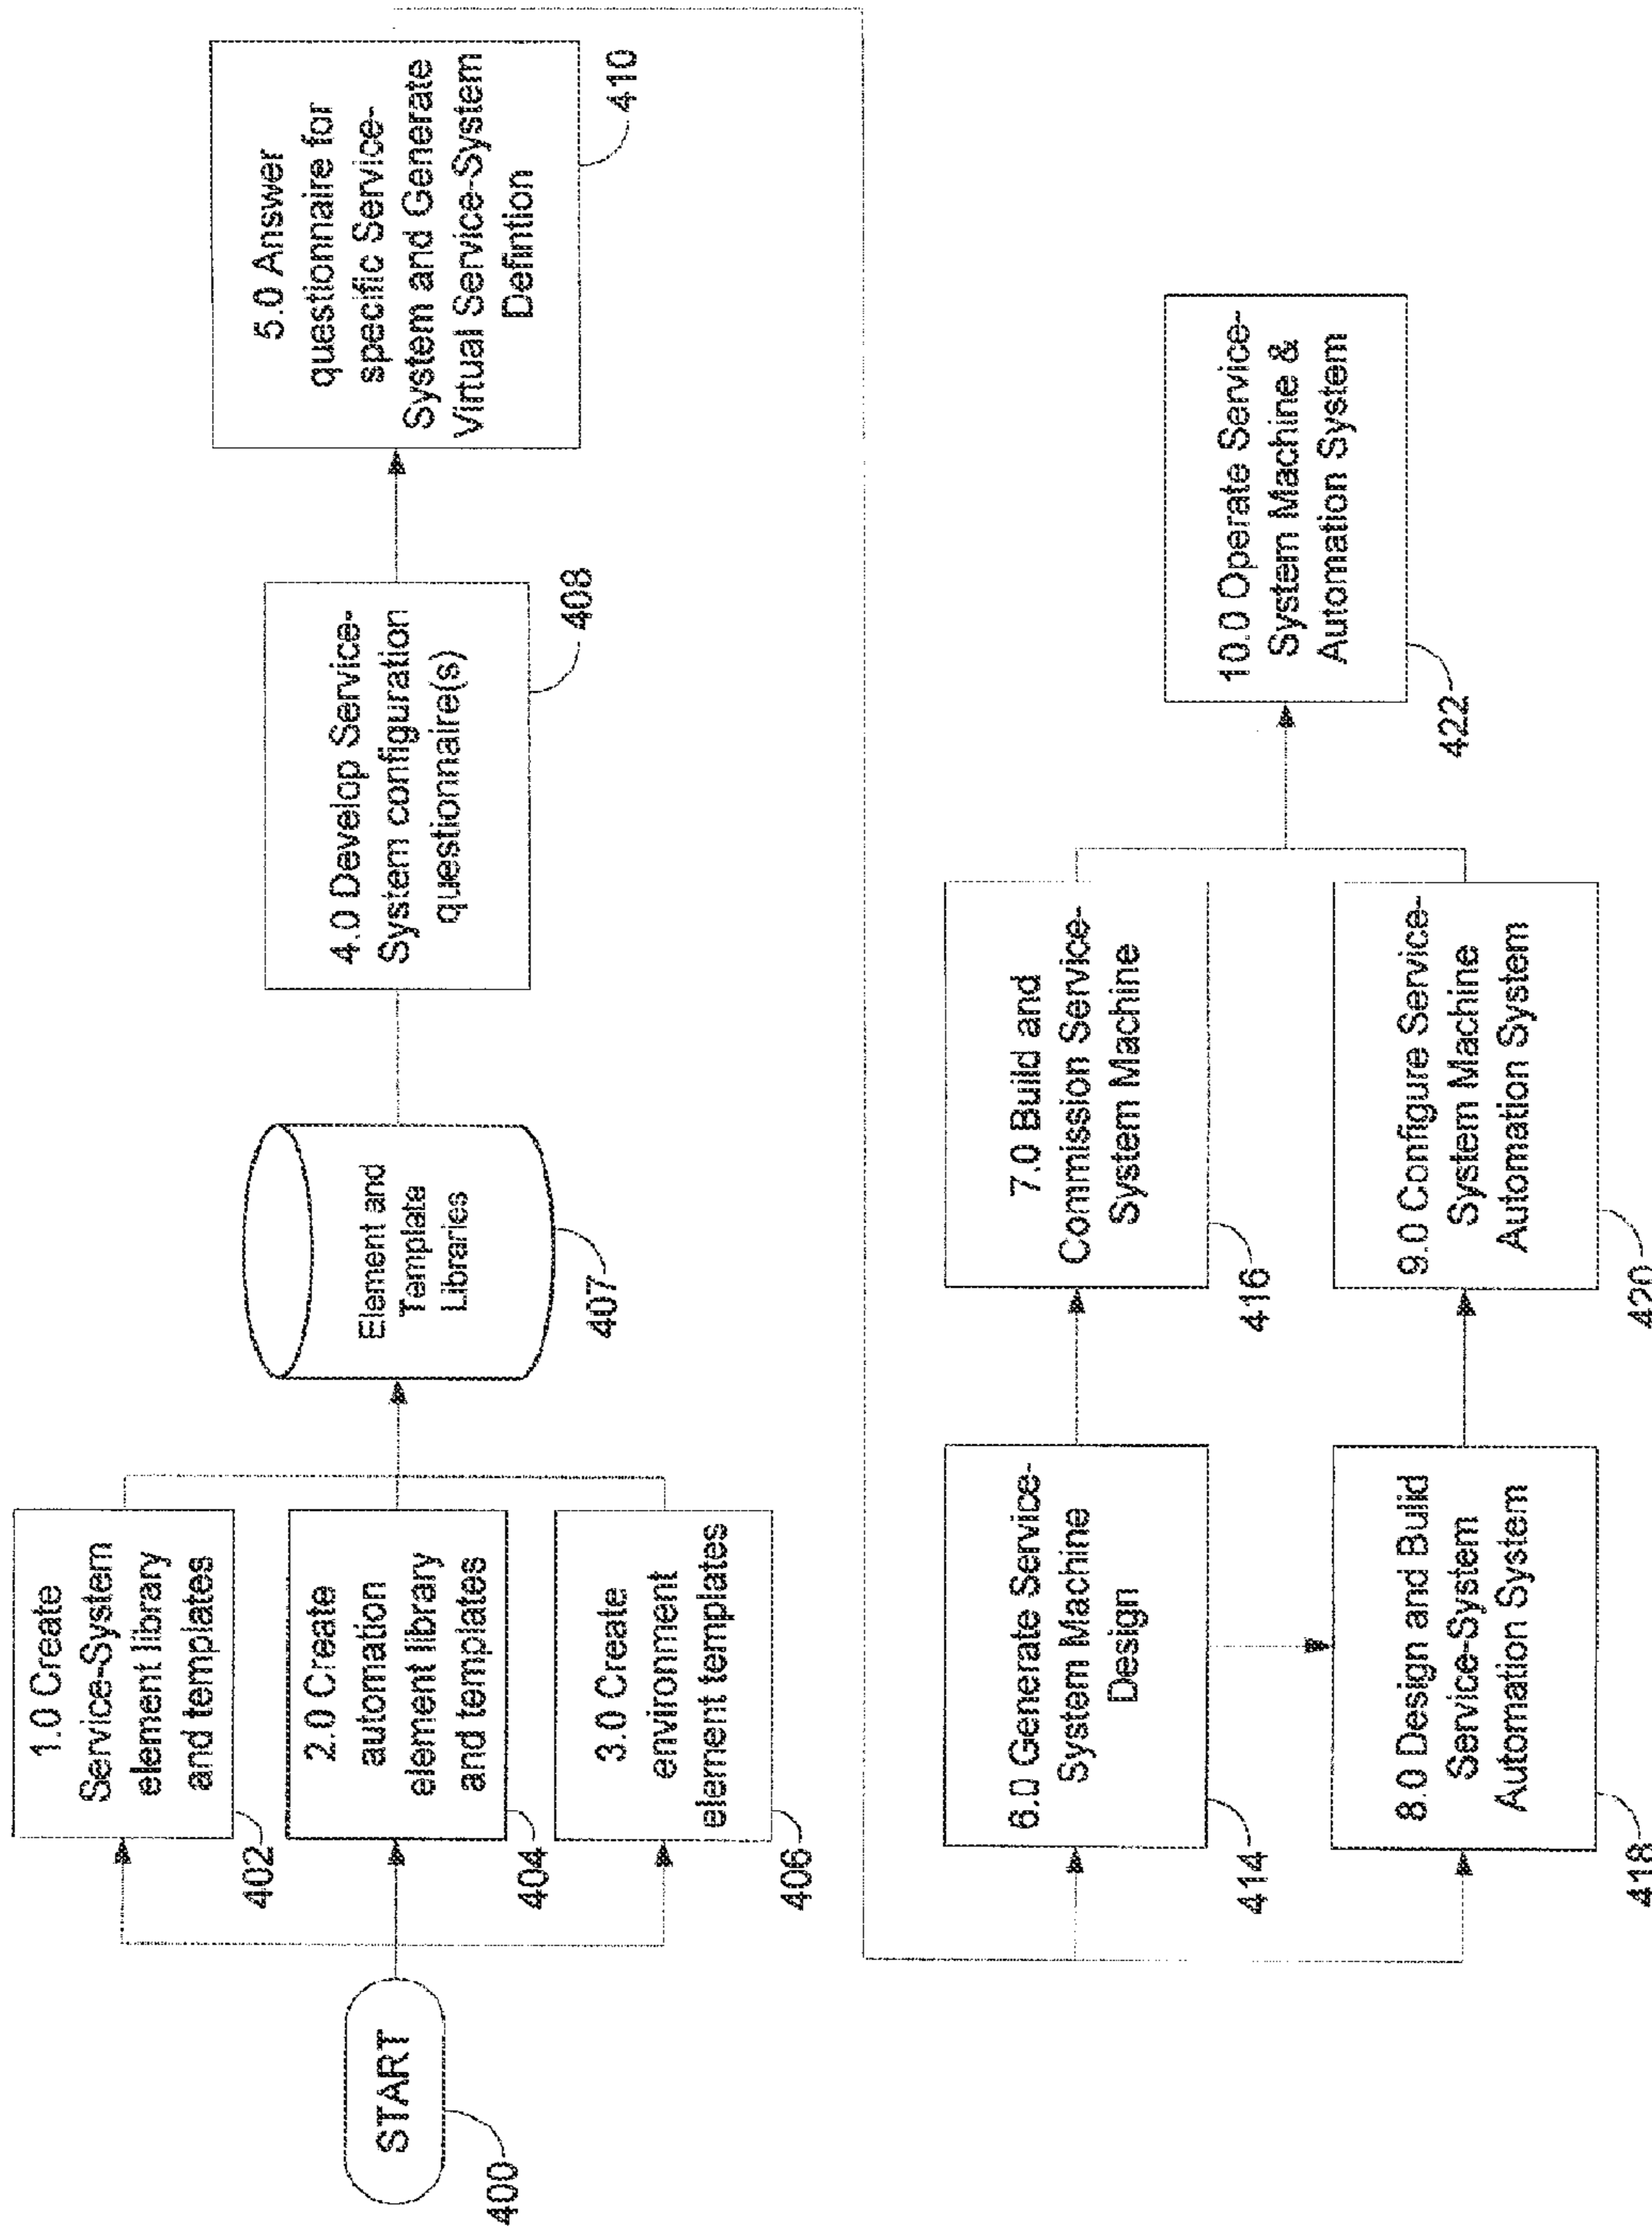 START
400
1.0 Create
Service-System
element library
and templates
402
2.0 Create
automation
element library
and templates
404
3.0 Create
environment
element templates
406
Element and
Template
Libraries
407
4.0 Develop Service-
System configuration
questionnaire(s)
408
5.0 Answer
questionnaire for
specific Service-
System and Generate
Virtual Service-System
Defintion
410
6.0 Generate Service-
System Machine
Design
414
7.0 Build and
Commission Service-
System Machine
416
8.0 Design and Build
Service-System
Automation System
418
9.0 Configure Service-
System Machine
Automation System
420
10.0 Operate Service-
System Machine &
Automation System
422